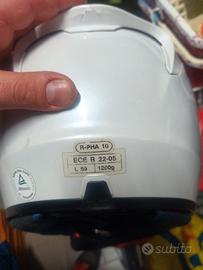 R-PHA 10
ECE R 22-05
L 59 1200g
subito